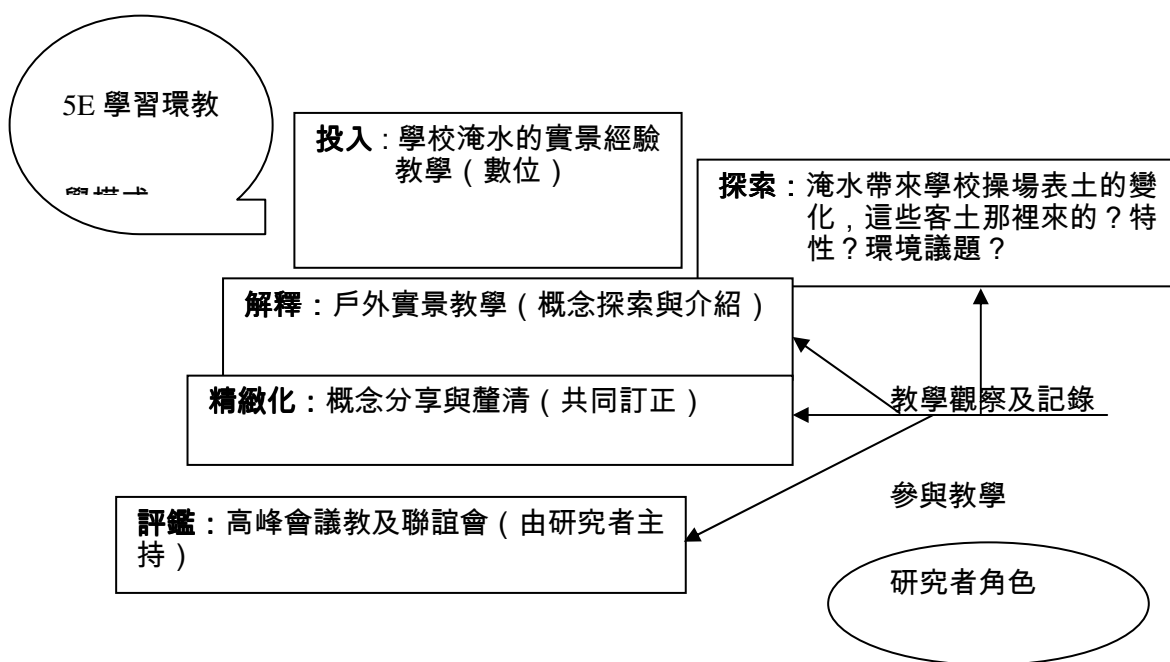 5E 學習環教
投入：學校淹水的實景經驗
教學（數位）
探索：淹水帶來學校操場表土的變
化，這些客土那裡來的？特
性？環境議題？
解釋：戶外實景教學（概念探索與介紹）
精緻化：概念分享與釐清（共同訂正）
教學觀察及記錄
參與教學
評鑑：高峰會議教及聯誼會（由研究者主
持）
研究者角色